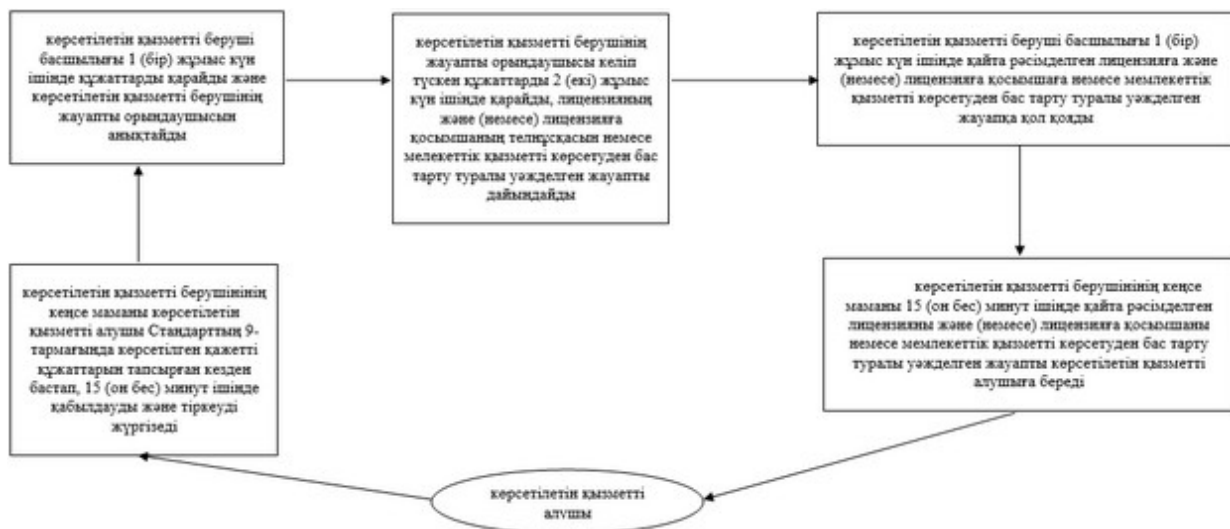 көрсетілетін қызметті беруші
басшылығы 1 (бір) жұмыс күн
ішінде құжаттарды қарайды және
көрсетілетін қызметті берушінің
жауапты орындаушысын
анықтайды
көрсетілетін қызметті берушінің
жауапты орындаушысы келіп
түскен құжаттарды 2 (екі) жұмыс
күн ішінде қарайды, лицензияның
және (немесе) лицензияға
қосымшаның телнұсқасын немесе
мелекеттік қызметті көрсетуден бас
тарту туралы уәжделген жауапты
дайындайды
көрсетілетін қызметті беруші басшылығы 1 (бір)
жұмыс күн ішінде қайта рәсімделген лицензияға және
(немесе) лицензияға қосымшаға немесе мемлекеттік
қызметті көрсетуден бас тарту туралы уәжделген
жауапқа қол қояды
көрсетілетін қызметті берушінінің
кеңсе маманы көрсетілетін
қызметті алушы Стандарттың 9-
тармағында көрсетілген қажетті
құжаттарын тапсырған кезден
бастап, 15 (он бес) минут ішінде
қабылдауды және тіркеуді
жүргізеді
көрсетілетін қызметті берушінінің кеңсе
маманы 15 (он бес) минут ішінде қайта рәсімделген
лицензияны және (немесе) лицензияға қосымшаны
немесе мемлекеттік қызметті көрсетуден бас тарту
туралы уәжделген жауапты көрсетілетін қызметті
алушыға береді
көрсетілетін қызметті
алушы